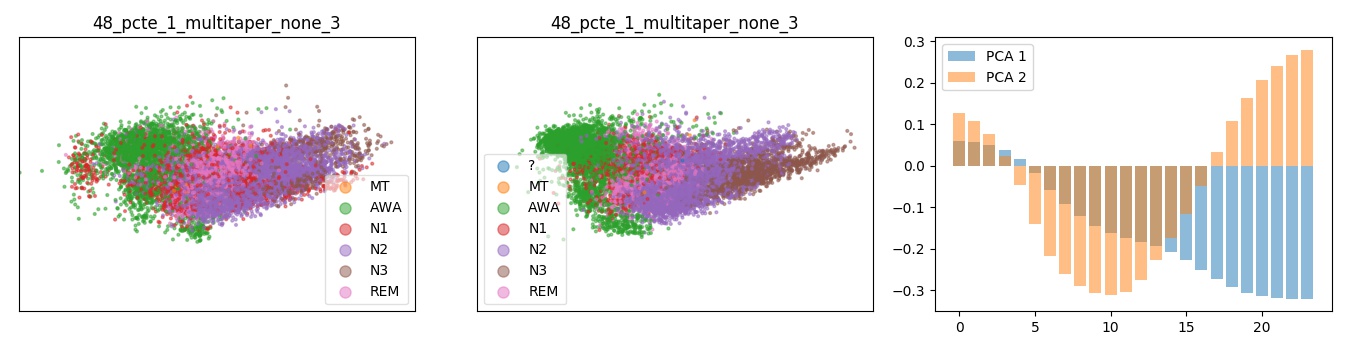 48_pcte_1_multitaper_none_3
MT
AWA
N1
N2
N3
REM
48_pcte_1_multitaper_none_3
?
MT
AWA
N1
N2
N3
REM
PCA 1
PCA 2
0.3
0.2
0.1
0.0
−0.1
−0.2
−0.3
0
5
10
15
20